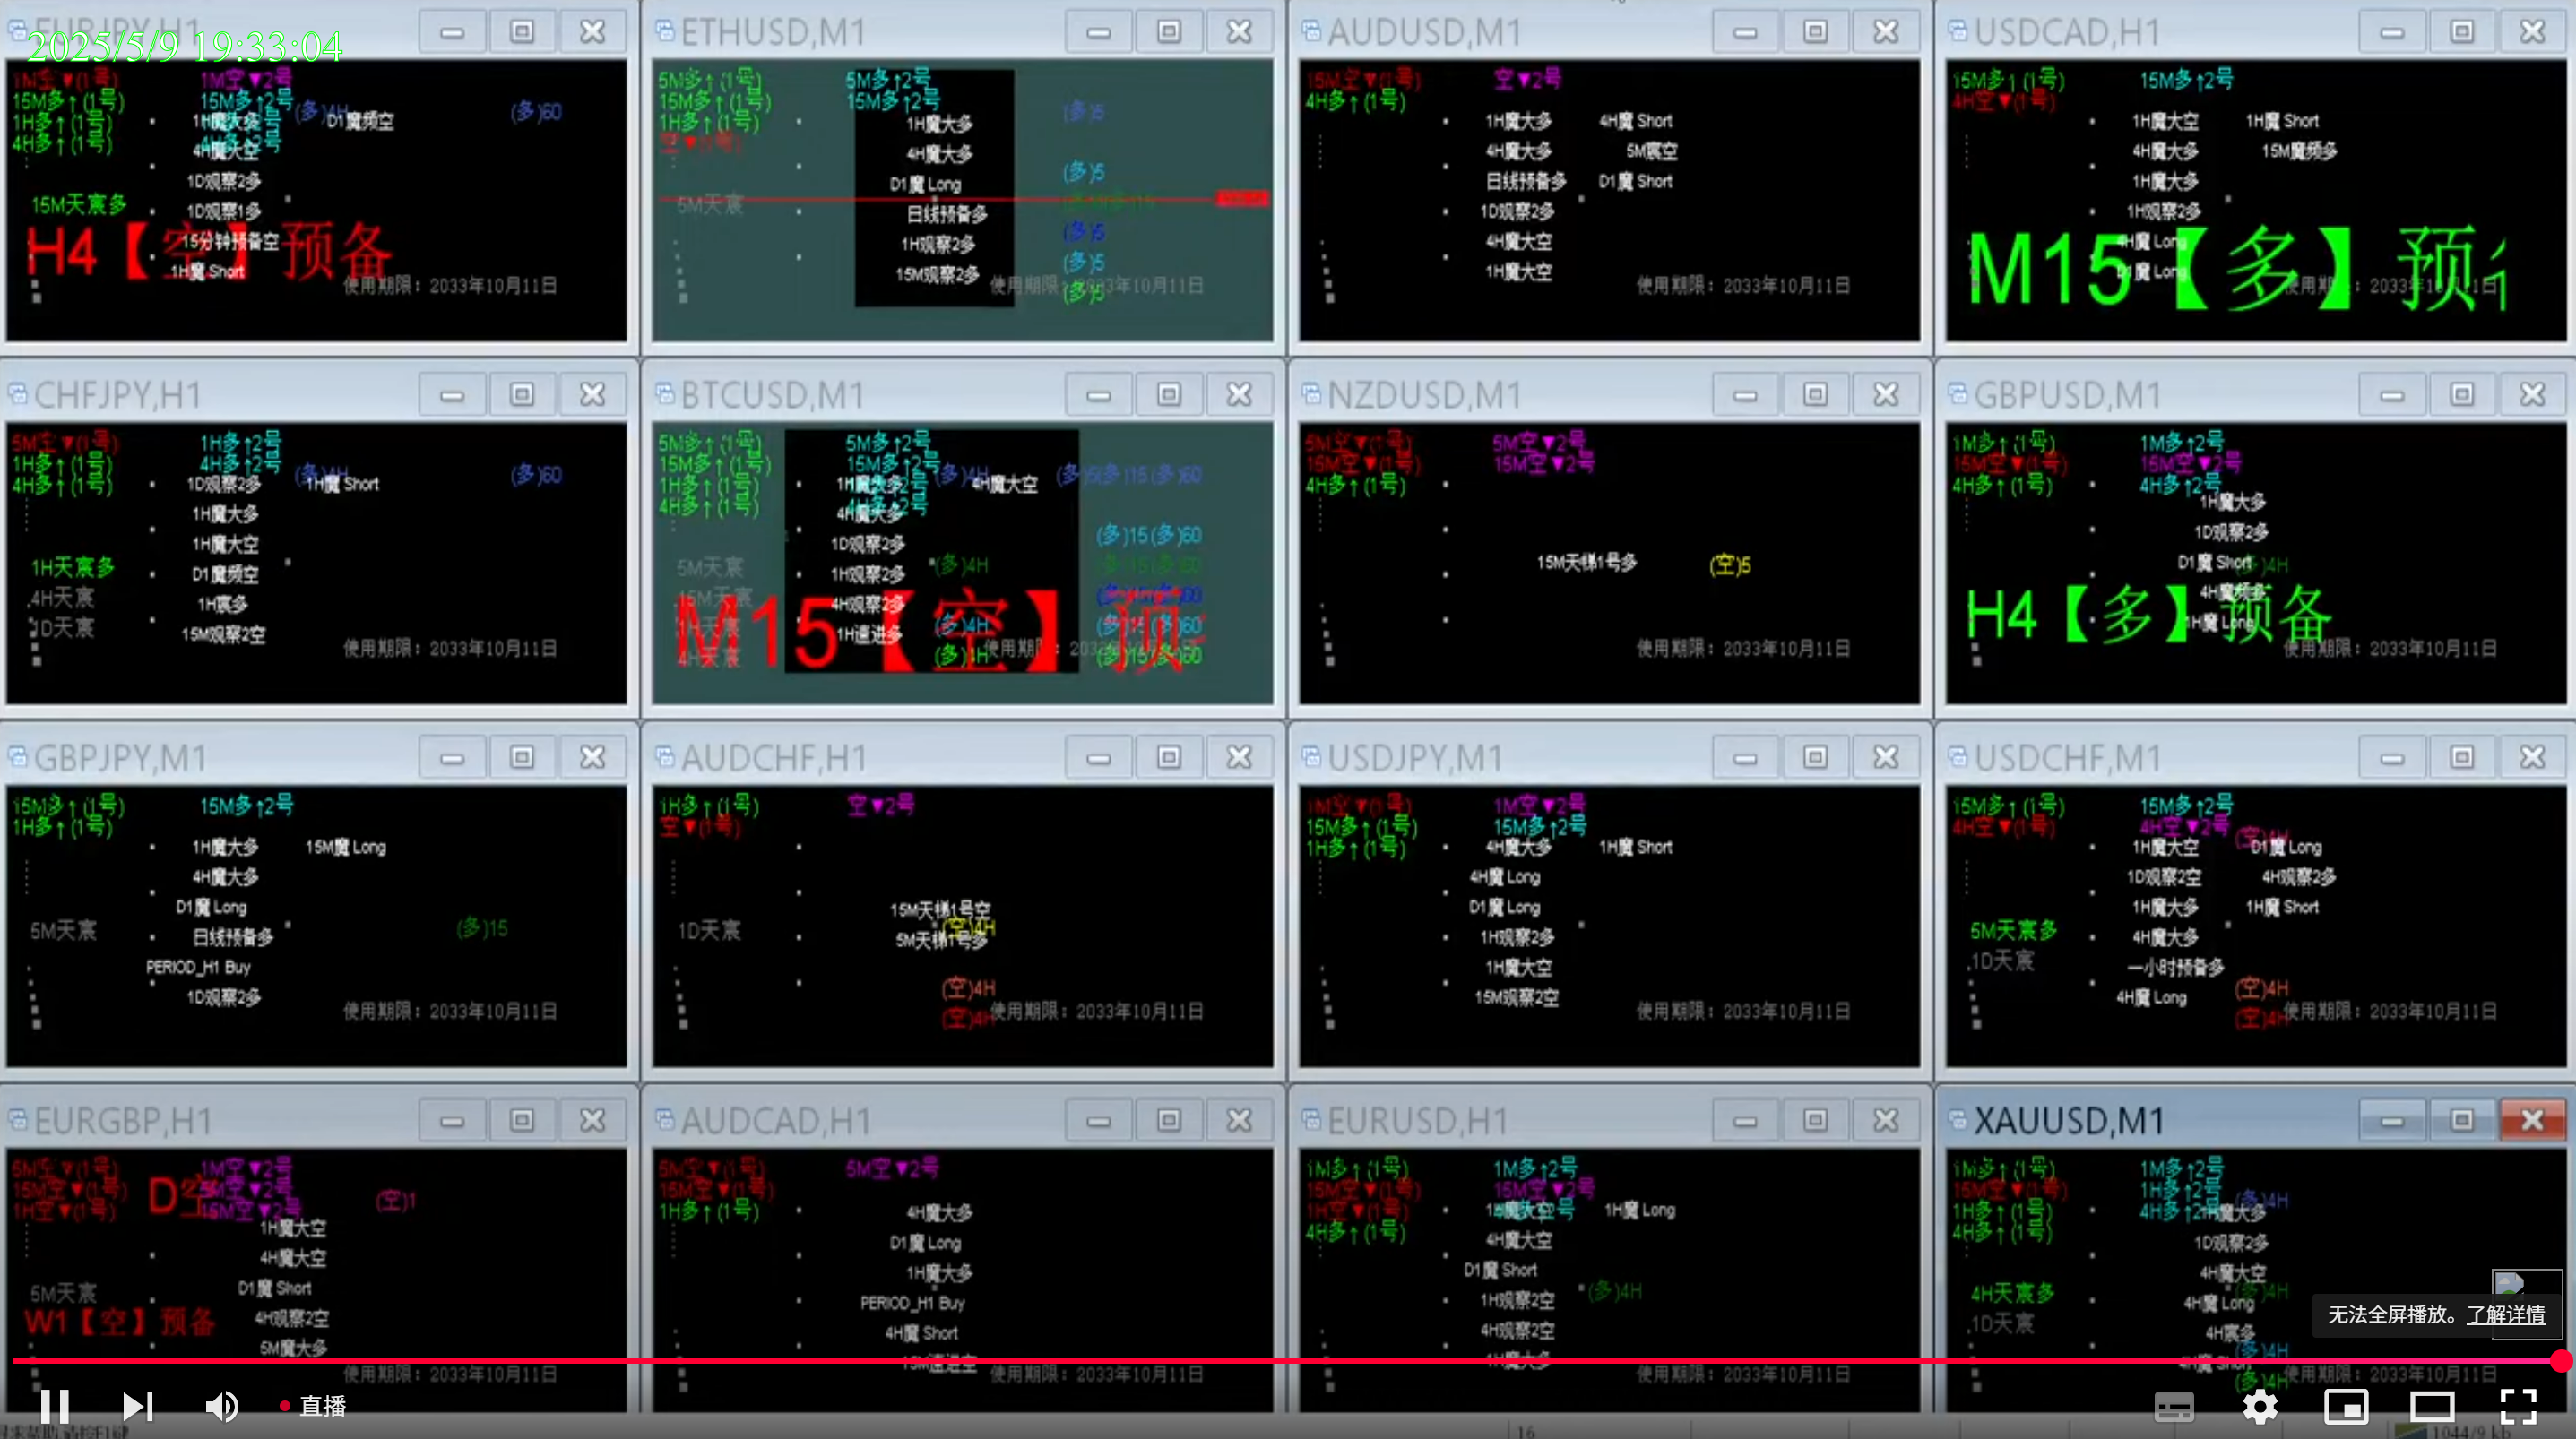 EURJPY,H1
2025/5/9 19:33:04
1M空▼(1号) 1M空▼2号
15M多↑(1号) 15M多↑2号 (多)4H (多)60
1H多↑(1号) 1H魔大多 D1魔频空
4H多↑(1号) 4H魔大空
1D观察2多
15M天宸多 1D观察1多
15分钟预备空
H4【空】预备
1H魔 Short
使用期限：2033年10月11日
ETHUSD,M1
5M多↑(1号) 5M多↑2号
15M多↑(1号) 15M多↑2号 (多)5
1H多↑(1号) 1H魔大多
空▼(1号) 4H魔大多
(多)5
D1魔 Long
5M天宸 日线预备多
(多)5
1H观察2多
(多)5
15M观察2多
使用期限：2033年10月11日
(多)5
AUDUSD,M1
15M空▼(1号) 空▼2号
4H多↑(1号)
1H魔大多 4H魔 Short
4H魔大多 5M宸空
日线预备多 D1魔 Short
1D观察2多
4H魔大空
1H魔大空
使用期限：2033年10月11日
USDCAD,H1
15M多↑(1号) 15M多↑2号
4H空▼(1号)
1H魔大空 1H魔 Short
4H魔大多 15M魔频多
1H魔大多
1H观察2多
4H魔 Long
M15【多】预
D1魔 Long
CHFJPY,H1
5M空▼(1号) 1H多↑2号
1H多↑(1号) 4H多↑2号 (多)4H (多)60
4H多↑(1号) 1D观察2多 1H魔 Short
1H魔大多
1H魔大空
1H天宸多 D1魔频空
4H天宸 1H宸多
1D天宸 15M观察2空
使用期限：2033年10月11日
BTCUSD,M1
5M多↑(1号) 5M多↑2号
15M多↑(1号) 15M多↑2号 (多)4H (多)5(多)15(多)60
1H多↑(1号) 1H魔大多 4H魔大空
4H多↑(1号) 4H魔大多
1D观察2多 (多)15(多)60
5M天宸 1H观察2多 (多)4H
15M天宸 4H观察2多
M15【空】预
1H速进多 (多)4H (多)15(多)60
4H天宸 (多)4H (多)15(多)60
NZDUSD,M1
5M空▼(1号) 5M空▼2号
15M空▼(1号) 15M空▼2号
4H多↑(1号)
15M天梯1号多 (空)5
使用期限：2033年10月11日
GBPUSD,M1
1M多↑(1号) 1M多↑2号
15M空▼(1号) 15M空▼2号
4H多↑(1号) 4H多↑2号
1H魔大多
1D观察2多
D1魔 Short 4H
4H魔频多
H4【多】预备
1H魔 Long
使用期限：2033年10月11日
GBPJPY,M1
15M多↑(1号) 15M多↑2号
1H多↑(1号)
1H魔大多 15M魔 Long
4H魔大多
D1魔 Long
5M天宸 日线预备多 (多)15
PERIOD_H1 Buy
1D观察2多
使用期限：2033年10月11日
AUDCHF,H1
1H多↑(1号) 空▼2号
空▼(1号)
15M天梯1号空
1D天宸 (空)4H
5M天梯1号多
(空)4H
(空)4H 使用期限：2033年10月11日
USDJPY,M1
1M空▼(1号) 1M空▼2号
15M多↑(1号) 15M多↑2号
1H多↑(1号) 4H魔大多 1H魔 Short
4H魔 Long
D1魔 Long
1H观察2多
1H魔大空
15M观察2空
使用期限：2033年10月11日
USDCHF,M1
15M多↑(1号) 15M多↑2号
4H空▼(1号) 4H空▼2号 (空)4H
1H魔大空 D1魔 Long
1D观察2空 4H观察2多
1H魔大多 1H魔 Short
5M天宸多 4H魔大多
1D天宸 一小时预备多
4H魔 Long (空)4H
(空)4H 使用期限：2033年10月11日
EURGBP,H1
5M空▼(1号) 1M空▼2号
15M空▼(1号) 5M空▼2号 (空)1
1H空▼(1号) 15M空▼2号
1H魔大空
4H魔大空
D1魔 Short
5M天宸
W1【空】预备 4H观察2空
5M魔大多
使用期限：2033年10月11日
AUDCAD,H1
5M空▼(1号) 5M空▼2号
15M空▼(1号)
1H多↑(1号) 4H魔大多
D1魔 Long
1H魔大多
PERIOD_H1 Buy
4H魔 Short
15M速进空
使用期限：2033年10月11日
EURUSD,H1
1M多↑(1号) 1M多↑2号
15M空▼(1号) 15M空▼2号
1H空▼(1号) 1H魔 Long
4H多↑(1号) 4H魔大空
D1魔 Short
1H观察2空 (多)4H
4H观察2空
1H魔大多
使用期限：2033年10月11日
XAUUSD,M1
1M多↑(1号) 1M多↑2号
15M空▼(1号) 1H多↑2号 (多)4H
1H多↑(1号) 4H多↑2号
4H多↑(1号) 1D观察2多
4H魔大空
4H天宸多 4H魔 Long (多)4H
1D天宸 4H宸多
(多)4H
(多)4H 使用期限：2033年10月11日
无法全屏播放。了解详情
直播
16